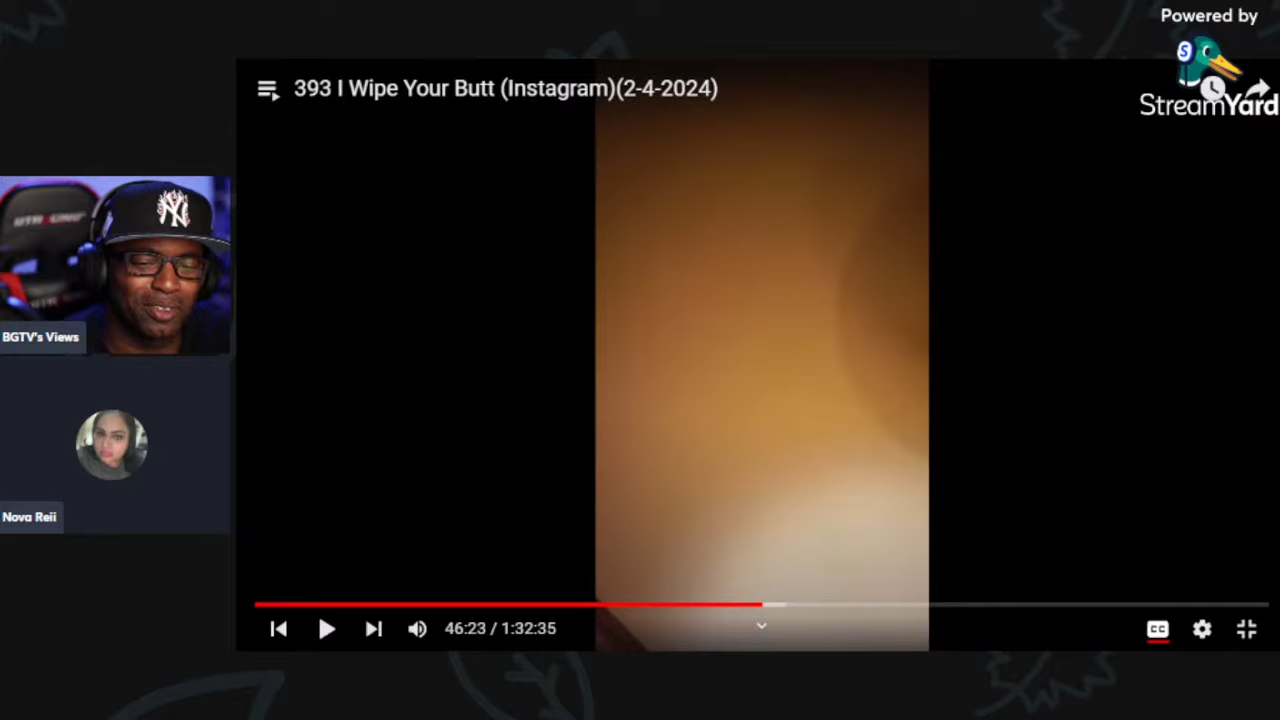 Powered by
S
StreamYard
393 I Wipe Your Butt (Instagram)(2-4-2024)
NY
BGTV's Views
Nova Reii
46:23 / 1:32:35
CC